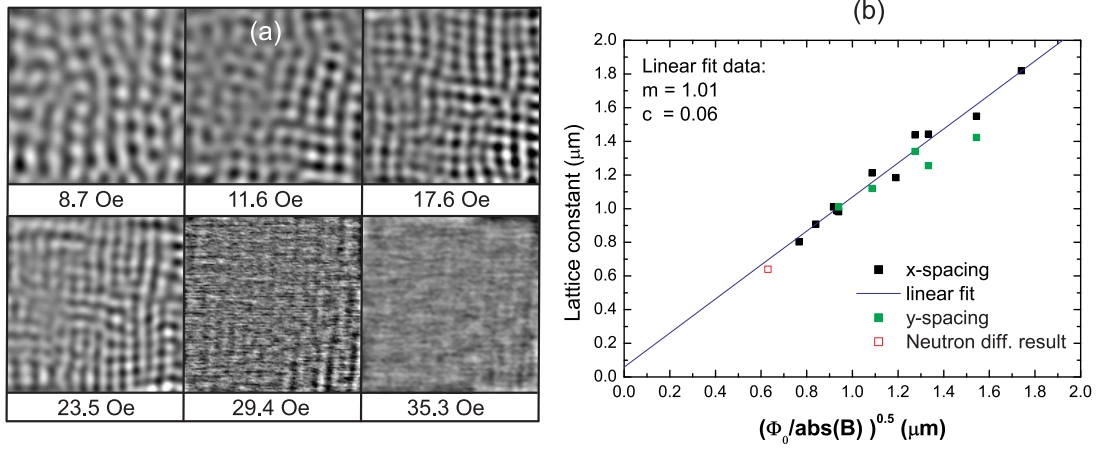 (a)
8.7 Oe
11.6 Oe
17.6 Oe
23.5 Oe
29.4 Oe
35.3 Oe
(b)
Linear fit data:
m = 1.01
c = 0.06
2.0
1.8
1.6
1.4
1.2
1.0
0.8
0.6
0.4
0.2
0.0
Lattice constant (μm)
x-spacing
linear fit
y-spacing
Neutron diff. result
0.0 0.2 0.4 0.6 0.8 1.0 1.2 1.4 1.6 1.8 2.0
(Φ₀/abs(B) )⁰·⁵ (μm)